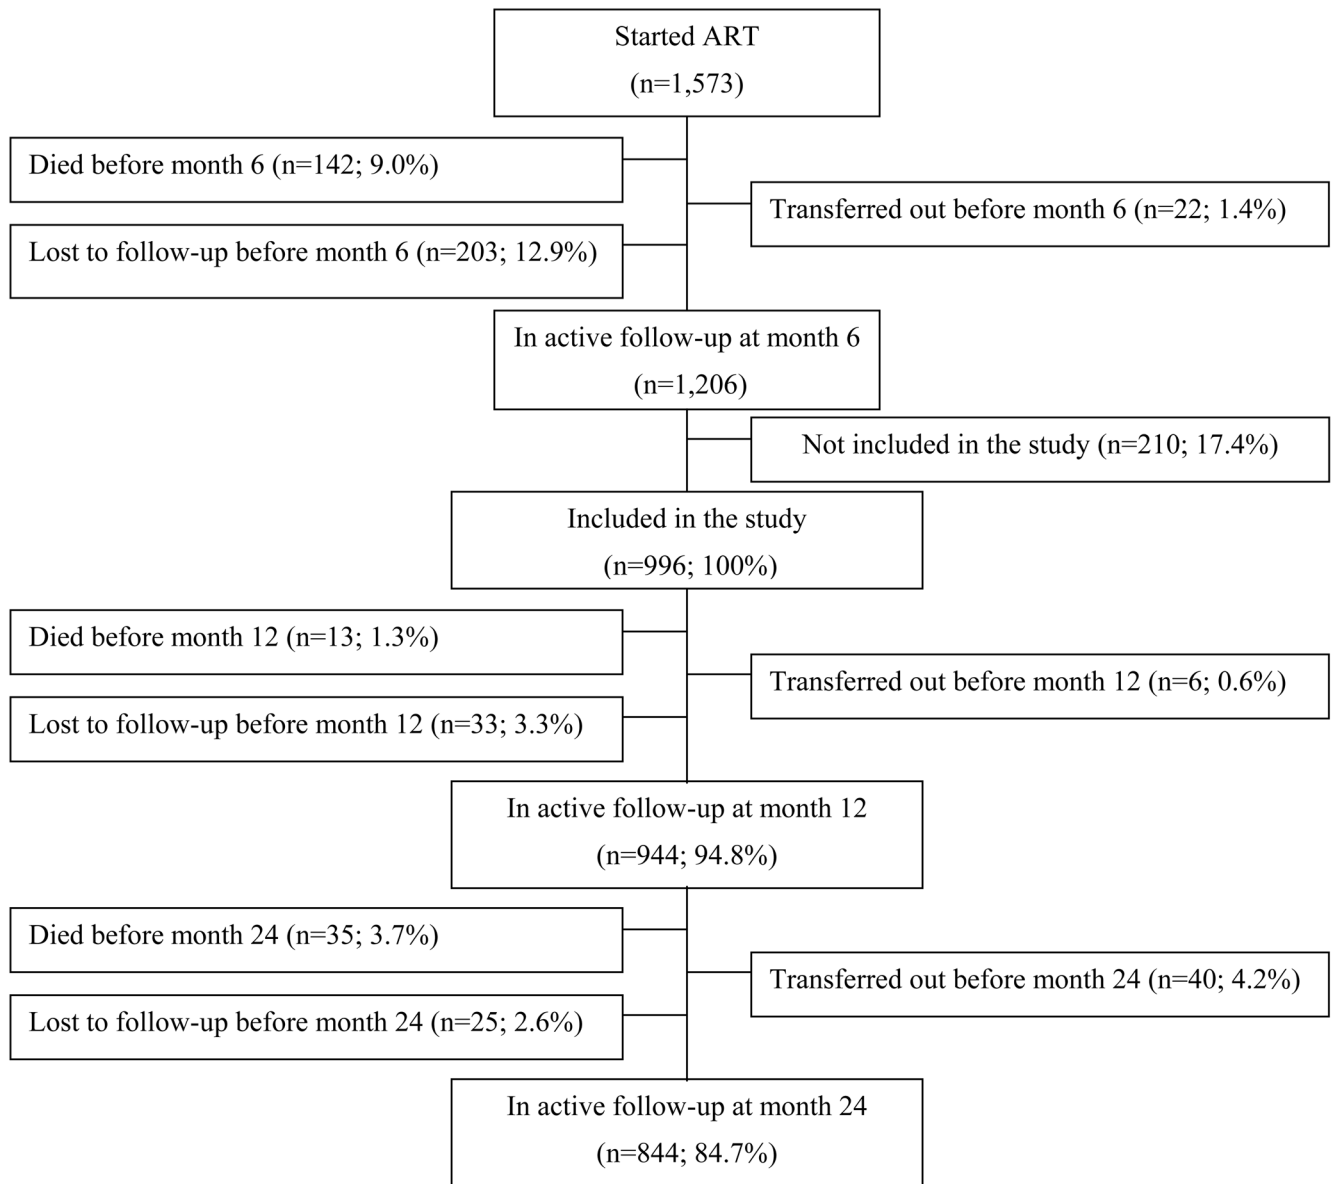 Started ART
(n=1,573)
Died before month 6 (n=142; 9.0%)
Transferred out before month 6 (n=22; 1.4%)
Lost to follow-up before month 6 (n=203; 12.9%)
In active follow-up at month 6
(n=1,206)
Not included in the study (n=210; 17.4%)
Included in the study
(n=996; 100%)
Died before month 12 (n=13; 1.3%)
Transferred out before month 12 (n=6; 0.6%)
Lost to follow-up before month 12 (n=33; 3.3%)
In active follow-up at month 12
(n=944; 94.8%)
Died before month 24 (n=35; 3.7%)
Transferred out before month 24 (n=40; 4.2%)
Lost to follow-up before month 24 (n=25; 2.6%)
In active follow-up at month 24
(n=844; 84.7%)